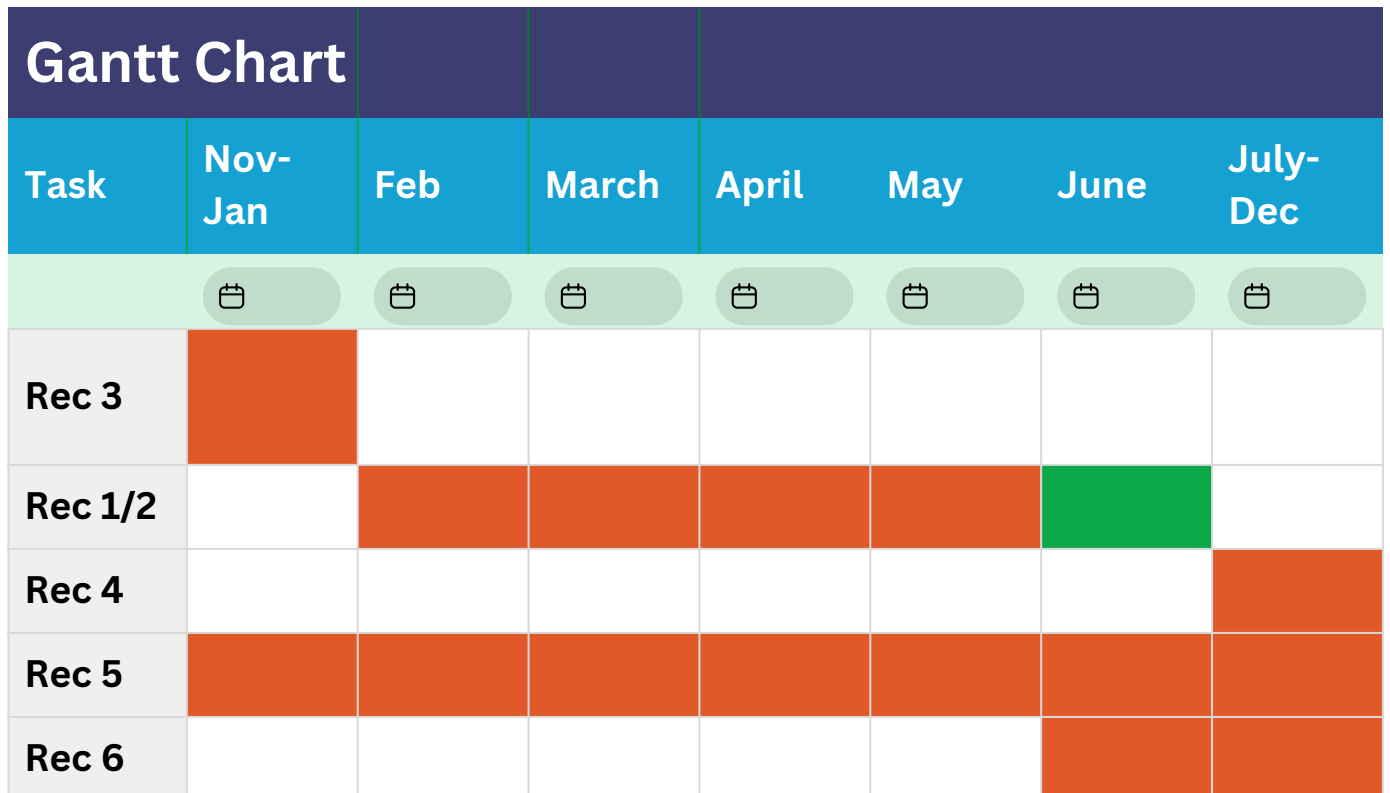 Gantt Chart
Task
Nov-
Jan
Feb
March
April
May
June
July-
Dec
Rec 3
Rec 1/2
Rec 4
Rec 5
Rec 6